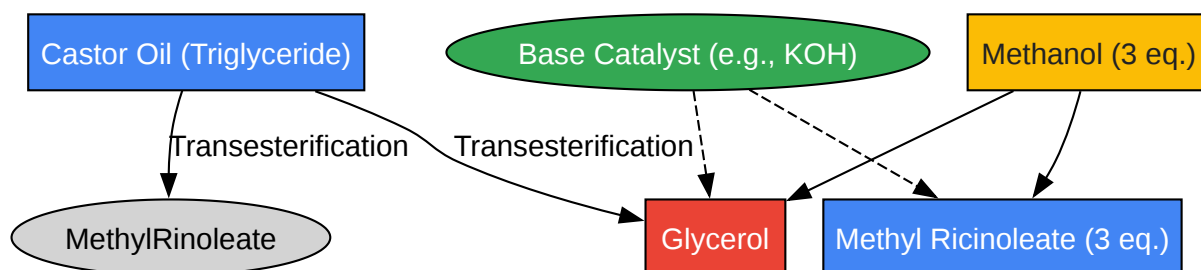 Castor Oil (Triglyceride)
Base Catalyst (e.g., KOH)
Methanol (3 eq.)
Transesterification
Transesterification
MethylRinoleate
Glycerol
Methyl Ricinoleate (3 eq.)